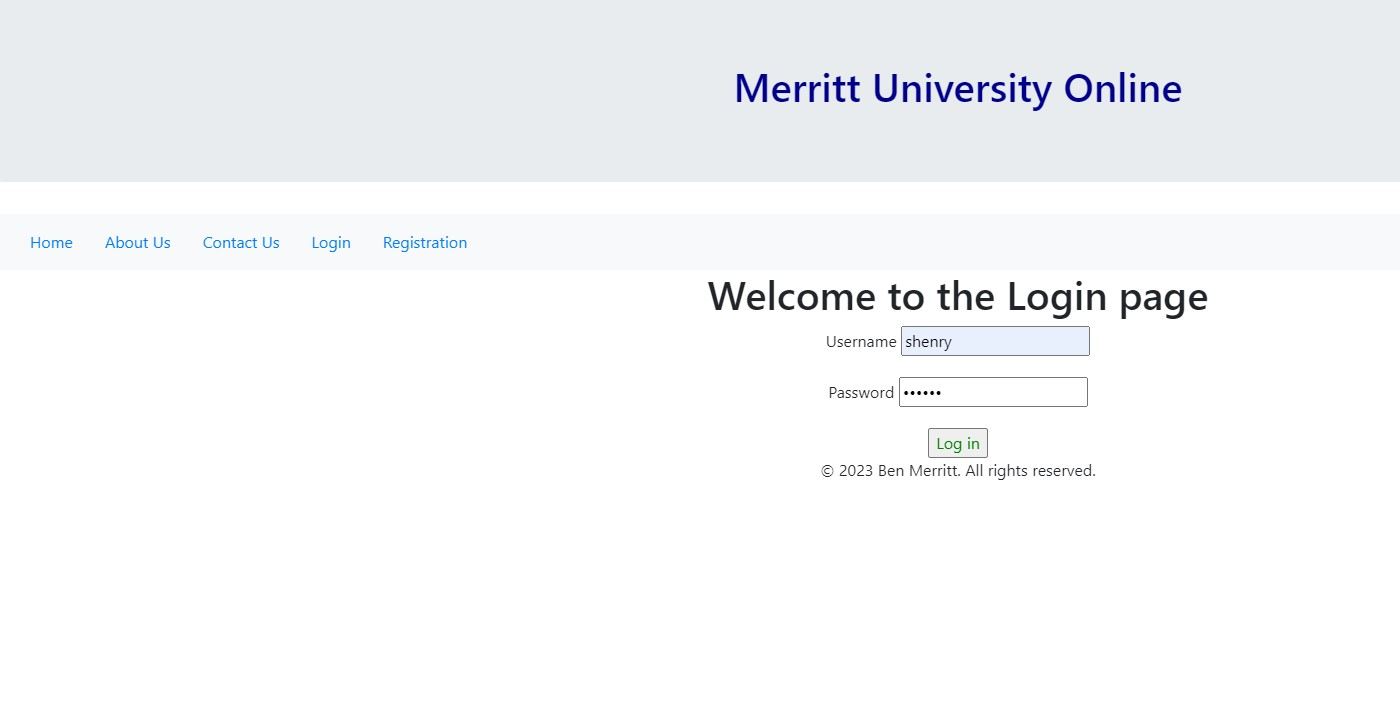 Merritt University Online
Home About Us Contact Us Login Registration
Welcome to the Login page
Username shenry
Password ••••••
Log in
© 2023 Ben Merritt. All rights reserved.